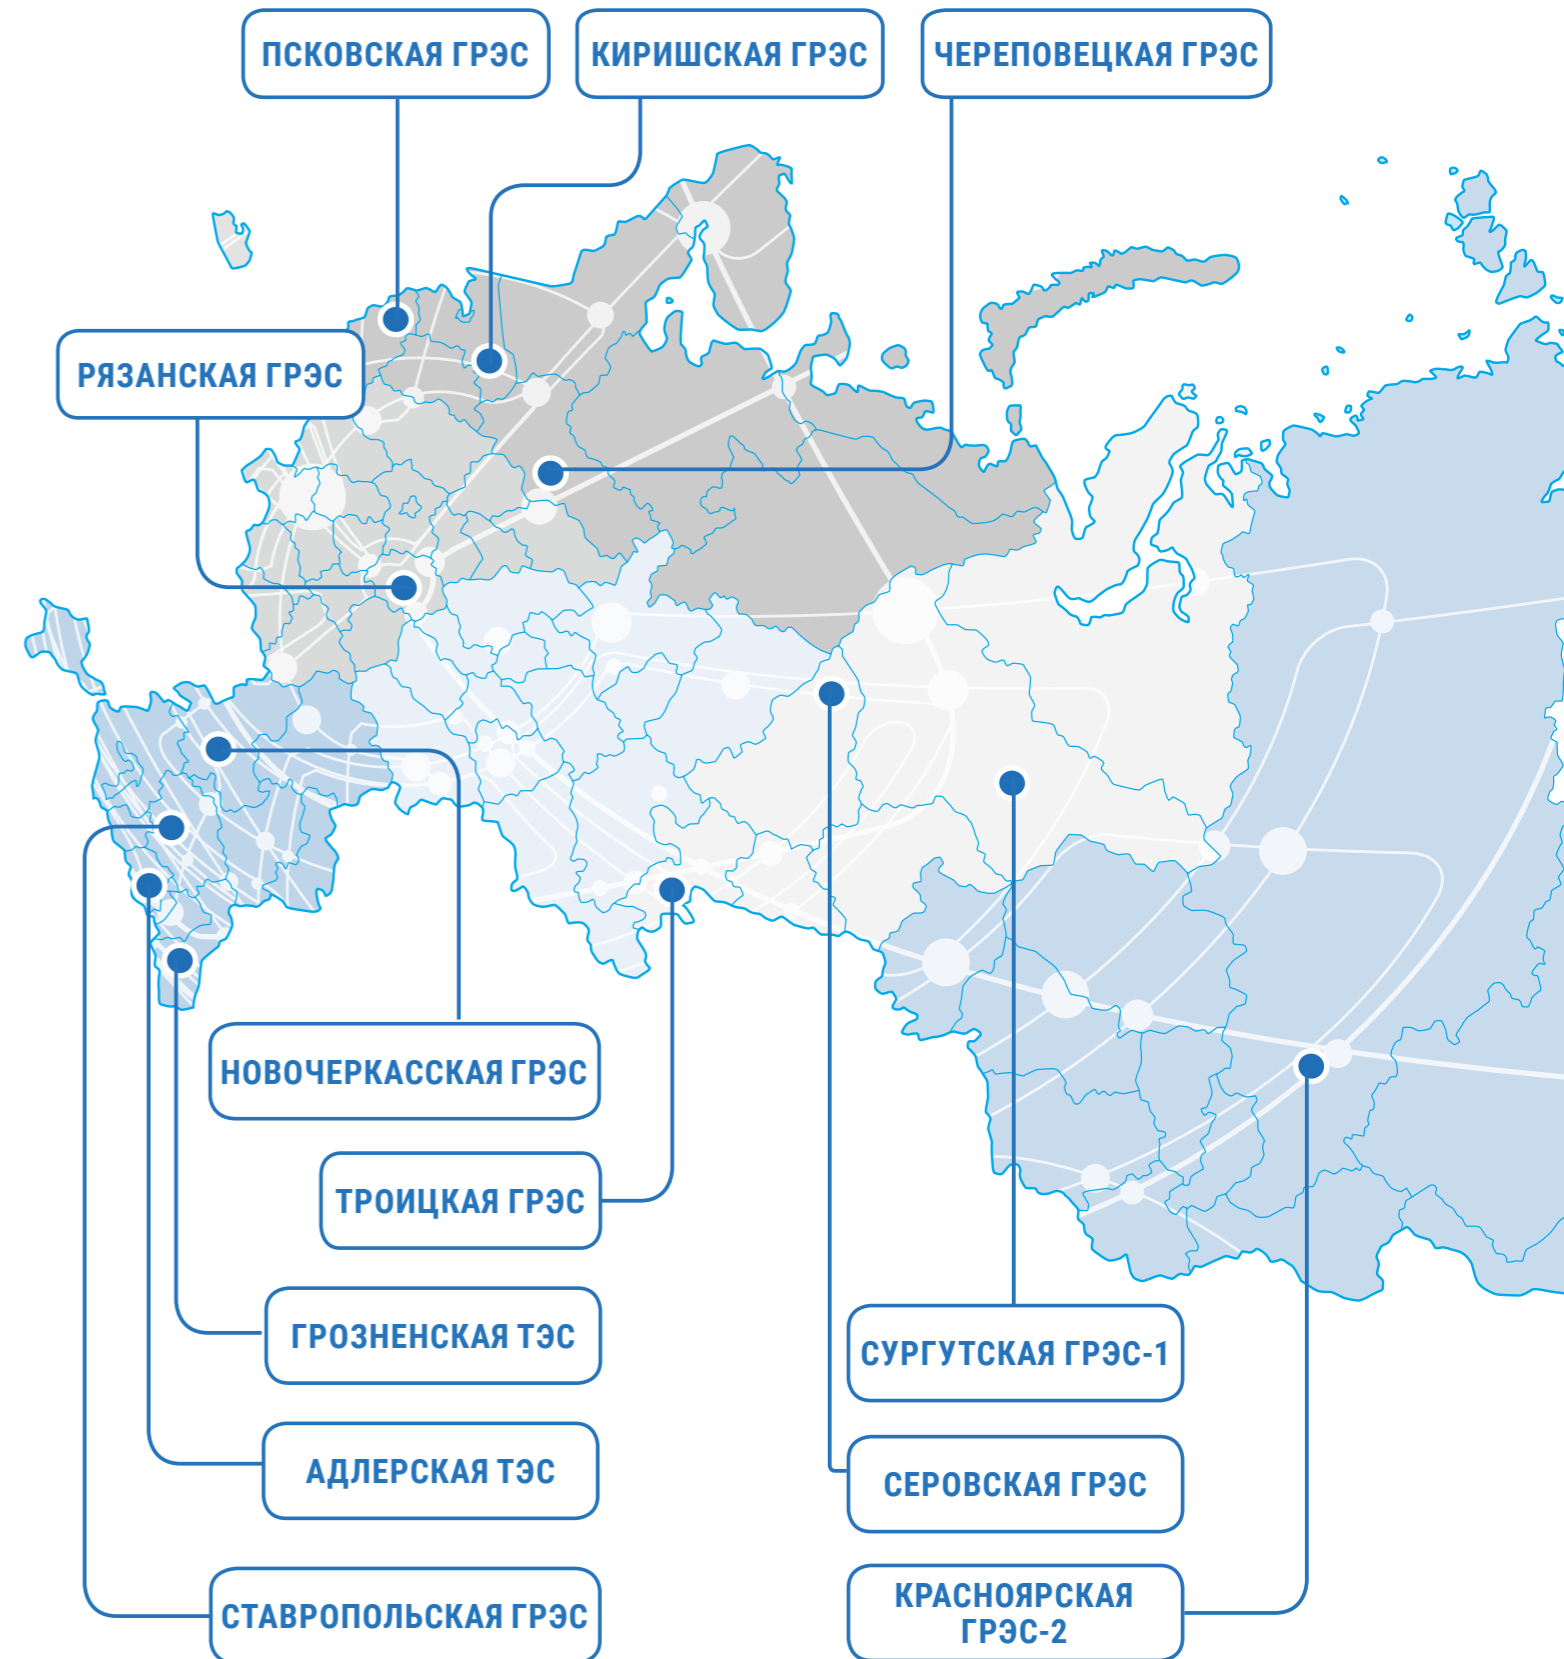 ПСКОВСКАЯ ГРЭС
КИРИШСКАЯ ГРЭС
ЧЕРЕПОВЕЦКАЯ ГРЭС
РЯЗАНСКАЯ ГРЭС
НОВОЧЕРКАССКАЯ ГРЭС
ТРОИЦКАЯ ГРЭС
ГРОЗНЕНСКАЯ ТЭС
АДЛЕРСКАЯ ТЭС
СТАВРОПОЛЬСКАЯ ГРЭС
СУРГУТСКАЯ ГРЭС-1
СЕРОВСКАЯ ГРЭС
КРАСНОЯРСКАЯ
ГРЭС-2